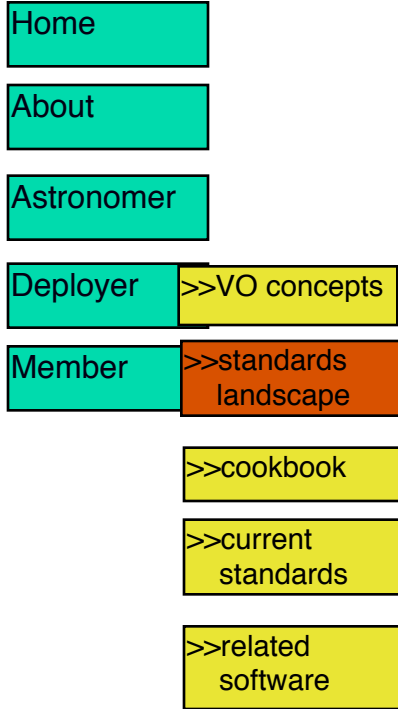 Home
About
Astronomer
Deployer
>>VO concepts
Member
>>standards
landscape
>>cookbook
>>current
standards
>>related
software